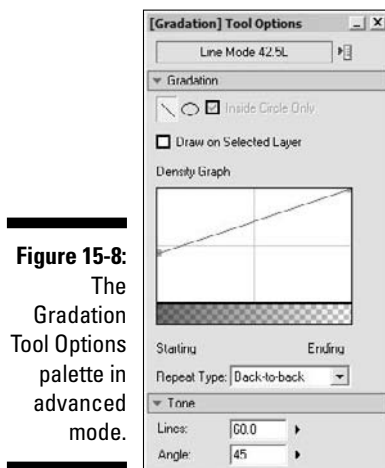 [Gradation] Tool Options
Line Mode 42.5L
Gradation
Inside Circle Only
Draw on Selected Layer
Density Graph
Starting Ending
Repeat Type: Back-to-back
Tone
Lines: 60.0
Angle: 45
Figure 15-8:
The
Gradation
Tool Options
palette in
advanced
mode.